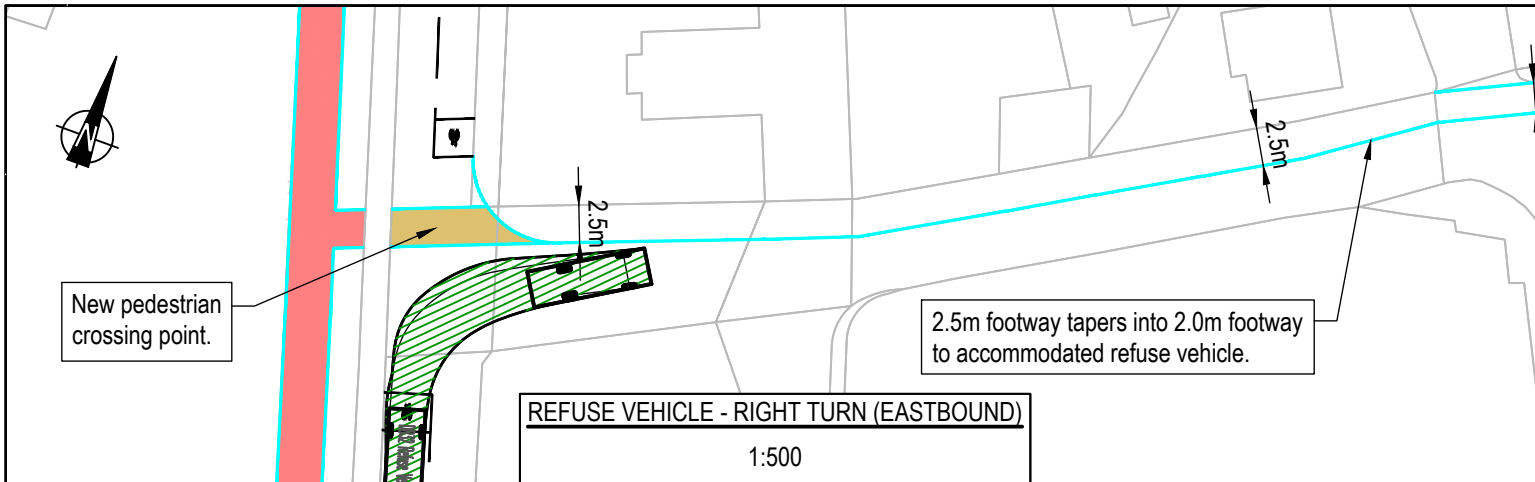 N
2.5m
2.5m
New pedestrian
crossing point.
2.5m footway tapers into 2.0m footway
to accommodated refuse vehicle.
REFUSE VEHICLE - RIGHT TURN (EASTBOUND)
1:500